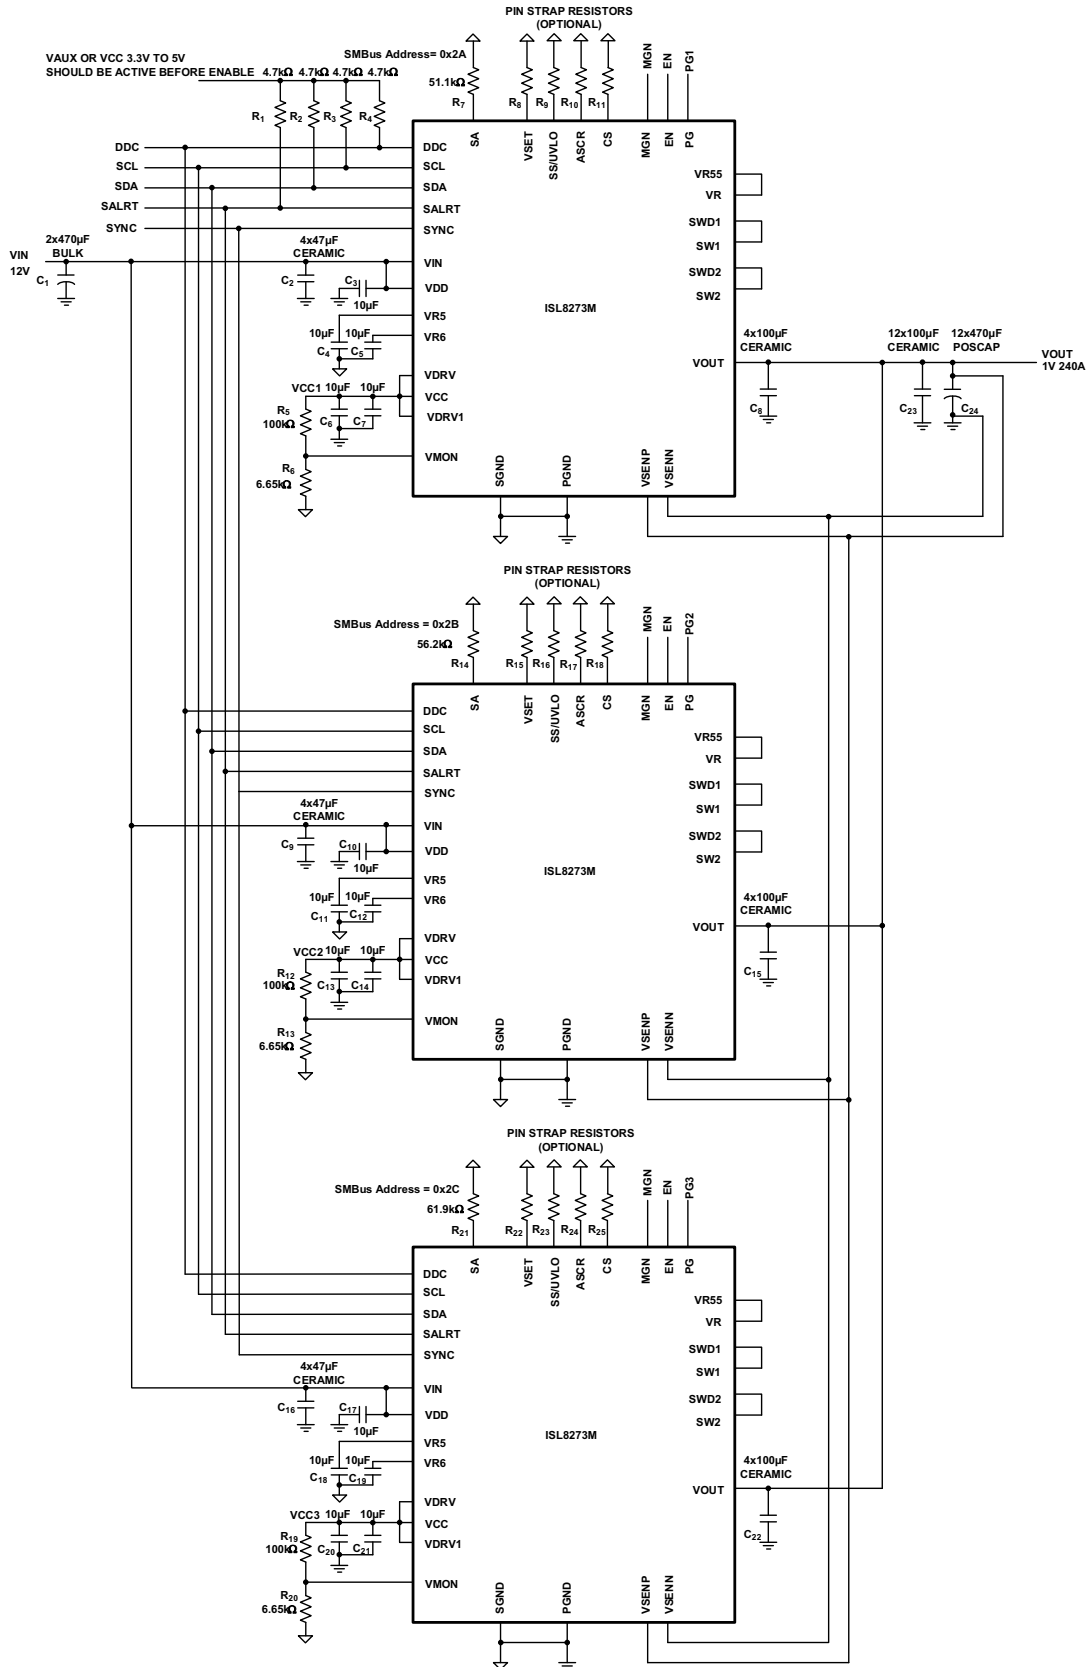 PIN STRAP RESISTORS
(OPTIONAL)
VAUX OR VCC 3.3V TO 5V
SHOULD BE ACTIVE BEFORE ENABLE
4.7kΩ 4.7kΩ 4.7kΩ 4.7kΩ
SMBus Address= 0x2A
51.1kΩ
R1 R2 R3 R4
R7 R8 R9 R10 R11
MGN EN PG1
SA VSET SS/UVLO ASCR CS MGN EN PG
DDC DDC
SCL SCL
SDA SDA
SALRT SALRT
SYNC SYNC
VR55
VR
SWD1
SW1
SWD2
SW2
VIN
12V
2x470µF
BULK
C1
4x47µF
CERAMIC
C2
C3
10µF
VIN
VDD
ISL8273M
10µF 10µF
C4 C5
VR5
VR6
VCC1 10µF 10µF
C6 C7
VDRV
VCC
VDRV1
R5
100kΩ
R6
6.65kΩ
VMON
SGND PGND VSENP VSENN
VOUT
4x100µF
CERAMIC
C8
12x100µF
CERAMIC
C23
12x470µF
POSCAP
C24
VOUT
1V 240A
PIN STRAP RESISTORS
(OPTIONAL)
SMBus Address = 0x2B
56.2kΩ
R14 R15 R16 R17 R18
MGN EN PG2
SA VSET SS/UVLO ASCR CS MGN EN PG
DDC
SCL
SDA
SALRT
SYNC
VR55
VR
SWD1
SW1
SWD2
SW2
4x47µF
CERAMIC
C9
C10
10µF
VIN
VDD
ISL8273M
10µF 10µF
C11 C12
VR5
VR6
VCC2 10µF 10µF
C13 C14
VDRV
VCC
VDRV1
R12
100kΩ
R13
6.65kΩ
VMON
SGND PGND VSENP VSENN
VOUT
4x100µF
CERAMIC
C15
PIN STRAP RESISTORS
(OPTIONAL)
SMBus Address = 0x2C
61.9kΩ
R21 R22 R23 R24 R25
MGN EN PG3
SA VSET SS/UVLO ASCR CS MGN EN PG
DDC
SCL
SDA
SALRT
SYNC
VR55
VR
SWD1
SW1
SWD2
SW2
4x47µF
CERAMIC
C16
C17
10µF
VIN
VDD
ISL8273M
10µF 10µF
C18 C19
VR5
VR6
VCC3 10µF 10µF
C20 C21
VDRV
VCC
VDRV1
R19
100kΩ
R20
6.65kΩ
VMON
SGND PGND VSENP VSENN
VOUT
4x100µF
CERAMIC
C22